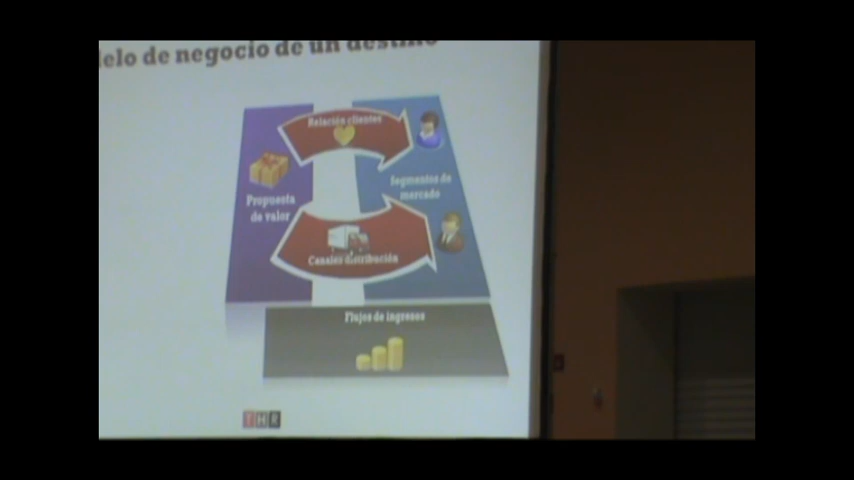 de negocio de un destino
Relación clientes
Segmentos de
mercado
Propuesta
de valor
Canales distribución
Flujos de ingresos
THR